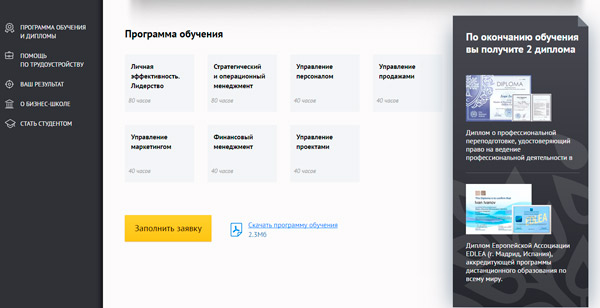 ПРОГРАММА ОБУЧЕНИЯ
И ДИПЛОМЫ
ПОМОЩЬ
ПО ТРУДОУСТРОЙСТВУ
ВАШ РЕЗУЛЬТАТ
О БИЗНЕС-ШКОЛЕ
СТАТЬ СТУДЕНТОМ
Программа обучения
Личная
эффективность.
Лидерство
80 часов
Стратегический
и операционный
менеджмент
80 часов
Управление
персоналом
40 часов
Управление
продажами
40 часов
Управление
маркетингом
40 часов
Финансовый
менеджмент
40 часов
Управление
проектами
40 часов
Заполнить заявку
Скачать программу обучения
2.3Мб
По окончанию обучения
вы получите 2 диплома
DIPLOMA
Диплом о профессиональной
переподготовке, удостоверяющий
право на ведение
профессиональной деятельности в
Ivan Ivanov
EDLEA
Диплом Европейской Ассоциации
EDLEA (г. Мадрид, Испания),
аккредитующей программы
дистанционного образования по
всему миру.